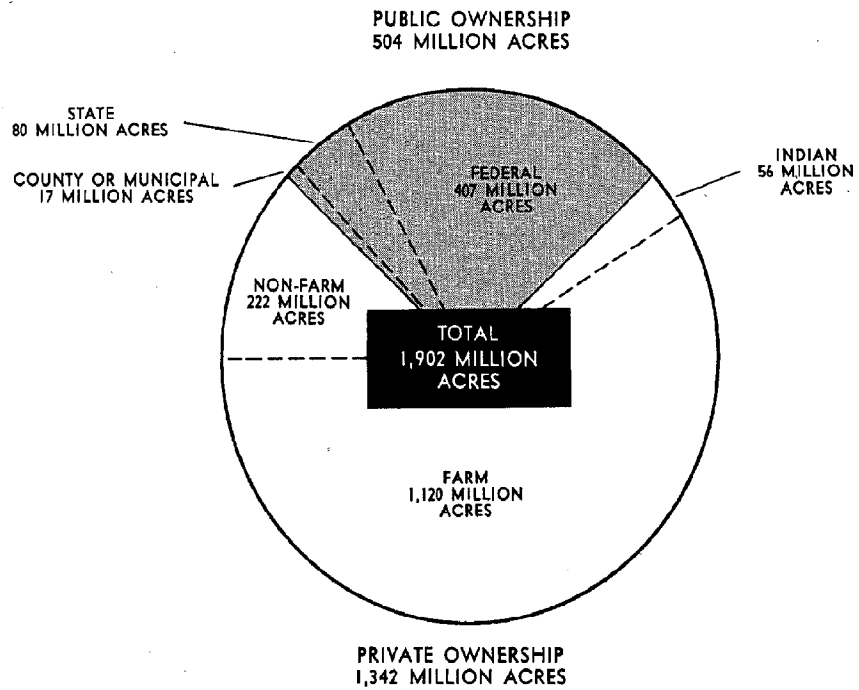 PUBLIC OWNERSHIP
504 MILLION ACRES
STATE
80 MILLION ACRES
COUNTY OR MUNICIPAL
17 MILLION ACRES
FEDERAL
407 MILLION
ACRES
INDIAN
56 MILLION
ACRES
NON-FARM
222 MILLION
ACRES
TOTAL
1,902 MILLION
ACRES
FARM
1,120 MILLION
ACRES
PRIVATE OWNERSHIP
1,342 MILLION ACRES